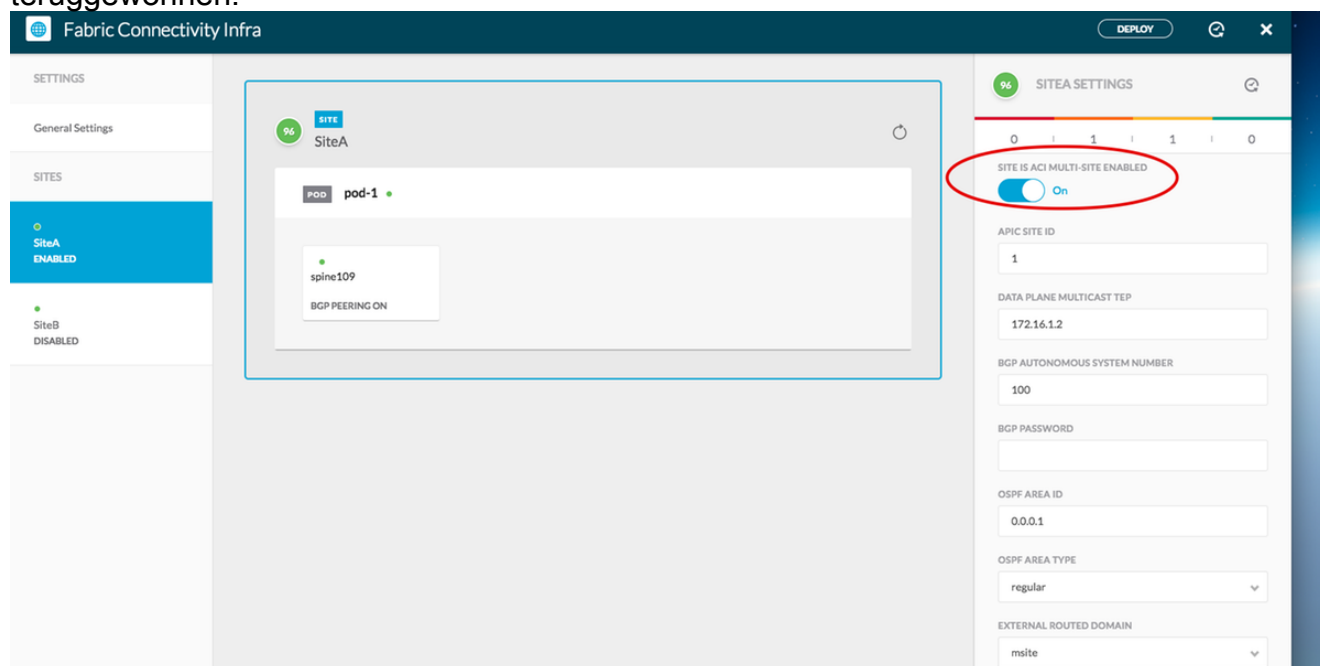 teruggewonnen.
Fabric Connectivity Infra
DEPLOY
SETTINGS
General Settings
SITES
SiteA
ENABLED
SiteB
DISABLED
96
SITE
SiteA
POD pod-1
spine109
BGP PEERING ON
96 SITEA SETTINGS
0 1 1 0
SITE IS ACI MULTI-SITE ENABLED
On
APIC SITE ID
1
DATA PLANE MULTICAST TEP
172.16.1.2
BGP AUTONOMOUS SYSTEM NUMBER
100
BGP PASSWORD
OSPF AREA ID
0.0.0.1
OSPF AREA TYPE
regular
EXTERNAL ROUTED DOMAIN
msite